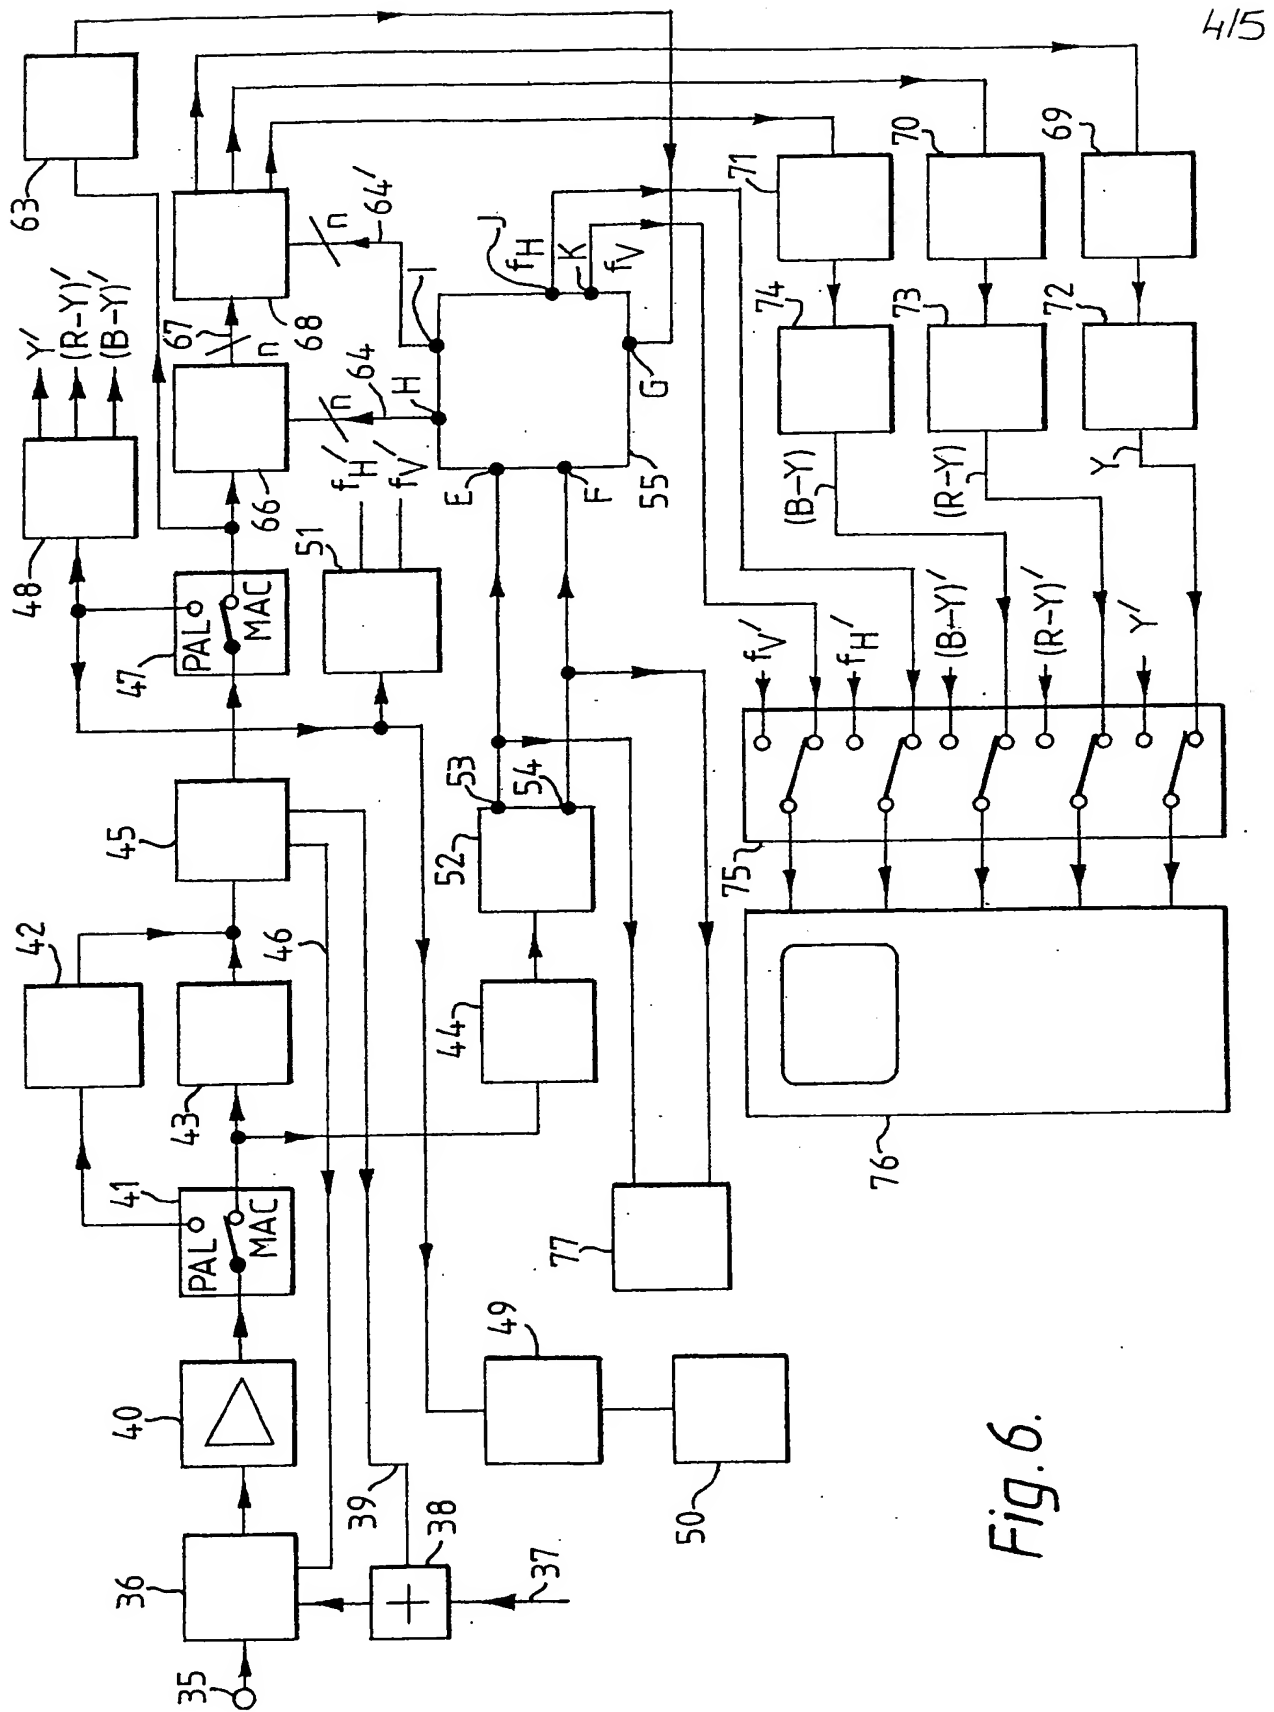 4/5
63
Y'
(R-Y)'
(B-Y)'
48
67
n
68
66
n
64'
I
n
64
H
47
PAL
MAC
51
fH'
fV'
E
F
55
G
J
fH
K
fV
45
42
43
46
41
PAL
MAC
40
36
35
39
38
+
37
53
54
52
44
49
50
77
71
70
69
74
73
72
(B-Y)
(R-Y)
Y
fV'
fH'
(B-Y)'
(R-Y)'
Y'
75
76
Fig. 6.